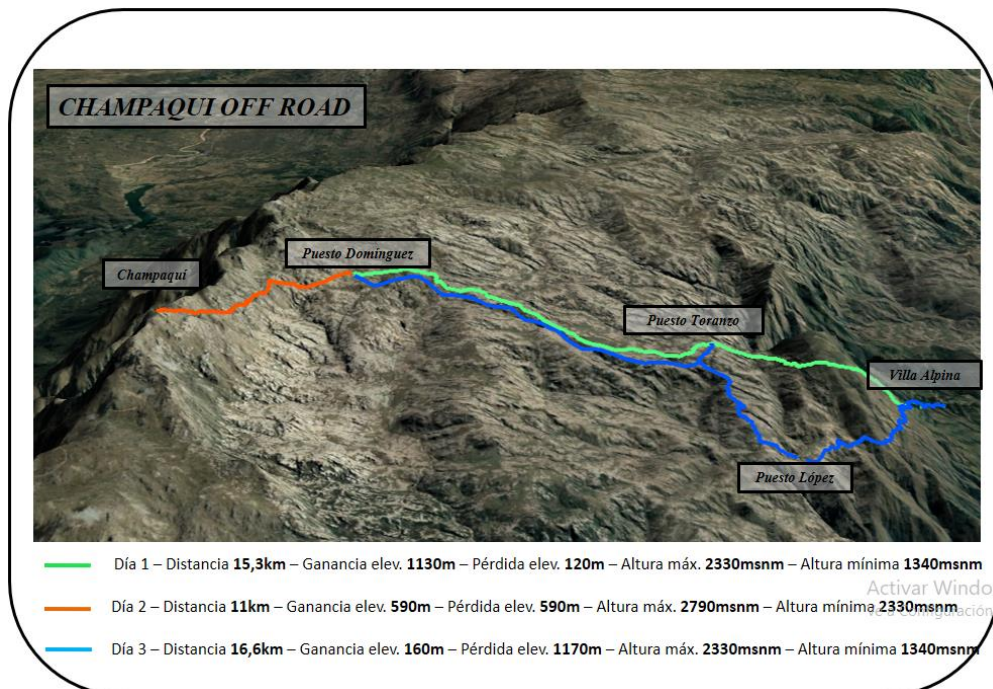 CHAMPAQUI OFF ROAD
Puesto Domínguez
Champaquí
Puesto Toranzo
Villa Alpina
Puesto López
Día 1 – Distancia 15,3km – Ganancia elev. 1130m – Pérdida elev. 120m – Altura máx. 2330msnm – Altura mínima 1340msnm
Activar Windo
Día 2 – Distancia 11km – Ganancia elev. 590m – Pérdida elev. 590m – Altura máx. 2790msnm – Altura mínima 2330msnm
Configuración
Día 3 – Distancia 16,6km – Ganancia elev. 160m – Pérdida elev. 1170m – Altura máx. 2330msnm – Altura mínima 1340msnm